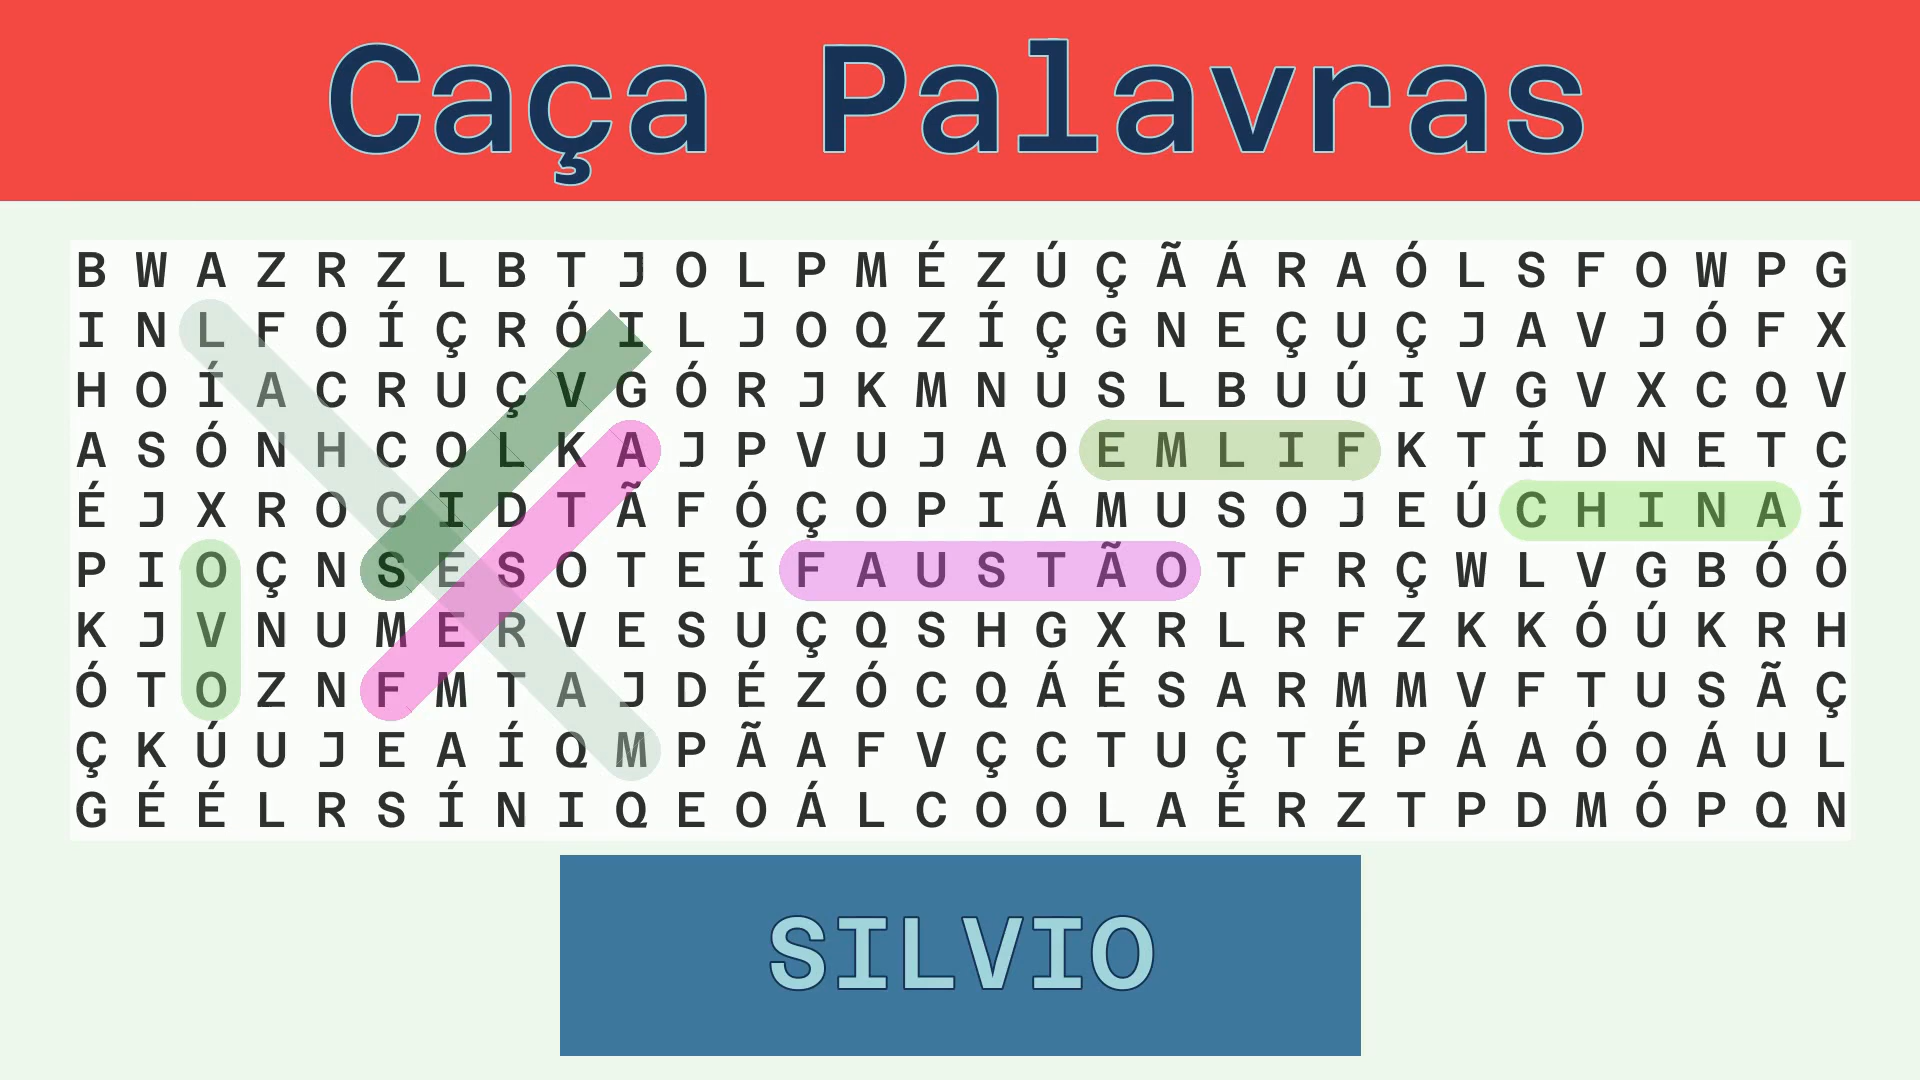 Caça Palavras
B W A Z R Z L B T J O L P M É Z Ú Ç Ã Á R A Ó L S F O W P G
I N L F O Í Ç R Ó I L J O Q Z Í Ç G N E Ç U Ç J A V J Ó F X
H O Í A C R U Ç V G Ó R J K M N U S L B U Ú I V G V X C Q V
A S Ó N H C O L K A J P V U J A O E M L I F K T Í D N E T C
É J X R O C I D T Ã F Ó Ç O P I Á M U S O J E Ú C H I N A Í
P I O Ç N S E S O T E Í F A U S T Ã O T F R Ç W L V G B Ó Ó
K J V N U M E R V E S U Ç Q S H G X R L R F Z K K Ó Ú K R H
Ó T O Z N F M T A J D É Z Ó C Q Á É S A R M M V F T U S Ã Ç
Ç K Ú U J E A Í Q M P Ã A F V Ç C T U Ç T É P Á A Ó O Á U L
G É É L R S Í N I Q E O Á L C O O L A É R Z T P D M Ó P Q N
SILVIO